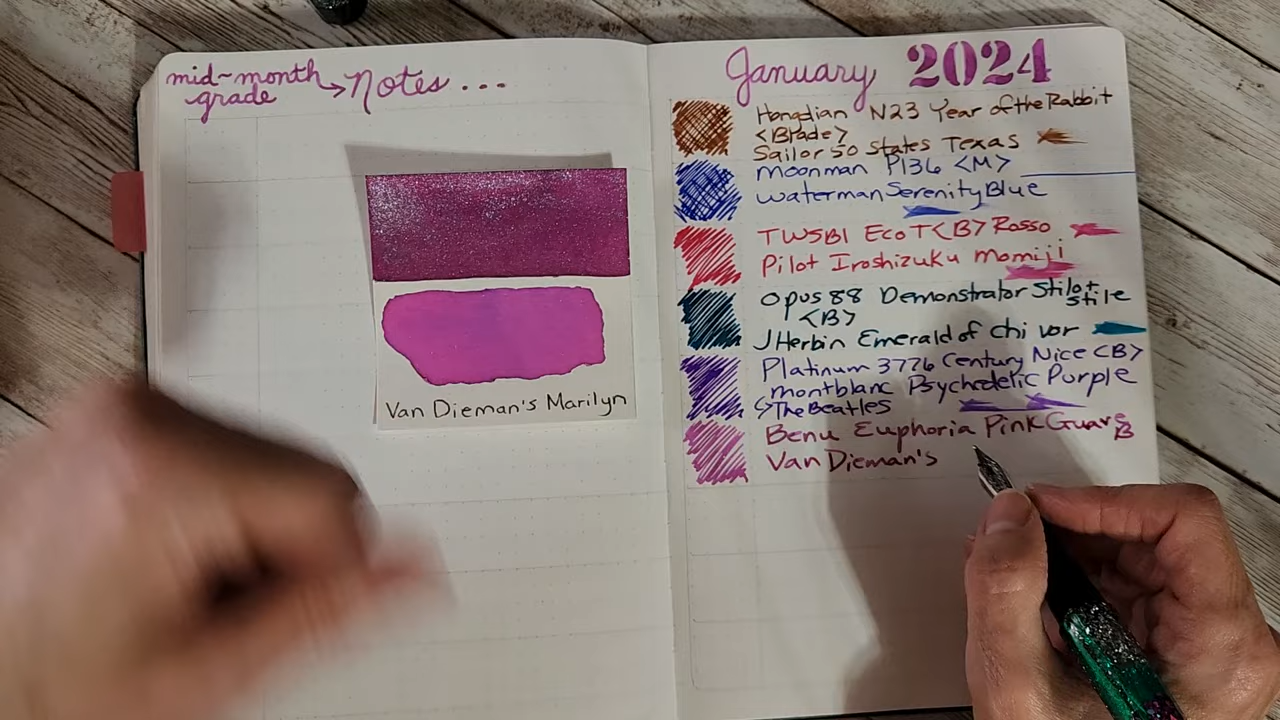 mid~month
grade → Notes ...
Van Dieman's Marilyn
January 2024
Hongdian N23 Year of the Rabbit
<Blade>
Sailor 50 States Texas
Moonman P136 <M>
Waterman Serenity Blue
TWSBI Eco T <B> Rosso
Pilot Iroshizuku Momiji
Opus 88 Demonstrator Stilo+
Stile
<B>
J Herbin Emerald of Chivor
Platinum 3776 Century Nice <B>
Montblanc Psychedelic Purple
↳The Beatles
Benu Euphoria Pink Guava
B
Van Dieman's